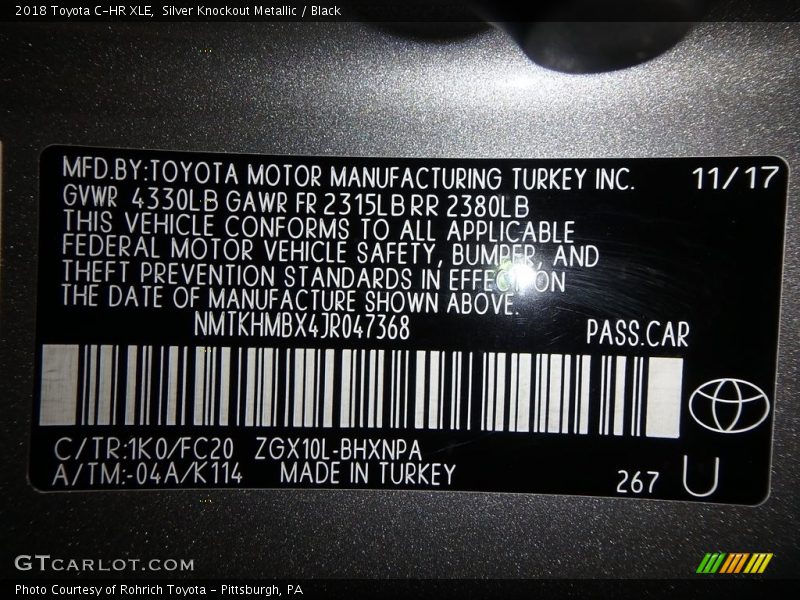 2018 Toyota C-HR XLE, Silver Knockout Metallic / Black
MFD.BY:TOYOTA MOTOR MANUFACTURING TURKEY INC. 11/17
GVWR 4330LB GAWR FR 2315LB RR 2380LB
THIS VEHICLE CONFORMS TO ALL APPLICABLE
FEDERAL MOTOR VEHICLE SAFETY, BUMPER, AND
THEFT PREVENTION STANDARDS IN EFFECT ON
THE DATE OF MANUFACTURE SHOWN ABOVE.
NMTKHMBX4JR047368 PASS.CAR
C/TR:1K0/FC20 ZGX10L-BHXNPA
A/TM:-04A/K114 MADE IN TURKEY 267 U
GTCARLOT.COM
Photo Courtesy of Rohrich Toyota - Pittsburgh, PA